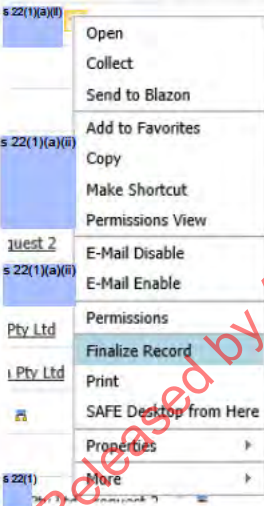 s 22(1)(a)(ii)
Open
Collect
Send to Blazon
Add to Favorites
s 22(1)(a)(ii)
Copy
Make Shortcut
Permissions View
quest 2
E-Mail Disable
s 22(1)(a)(ii)
E-Mail Enable
Permissions
Pty Ltd
Finalize Record
Pty Ltd
Print
SAFE Desktop from Here
Properties
s 22(1)
More
released by